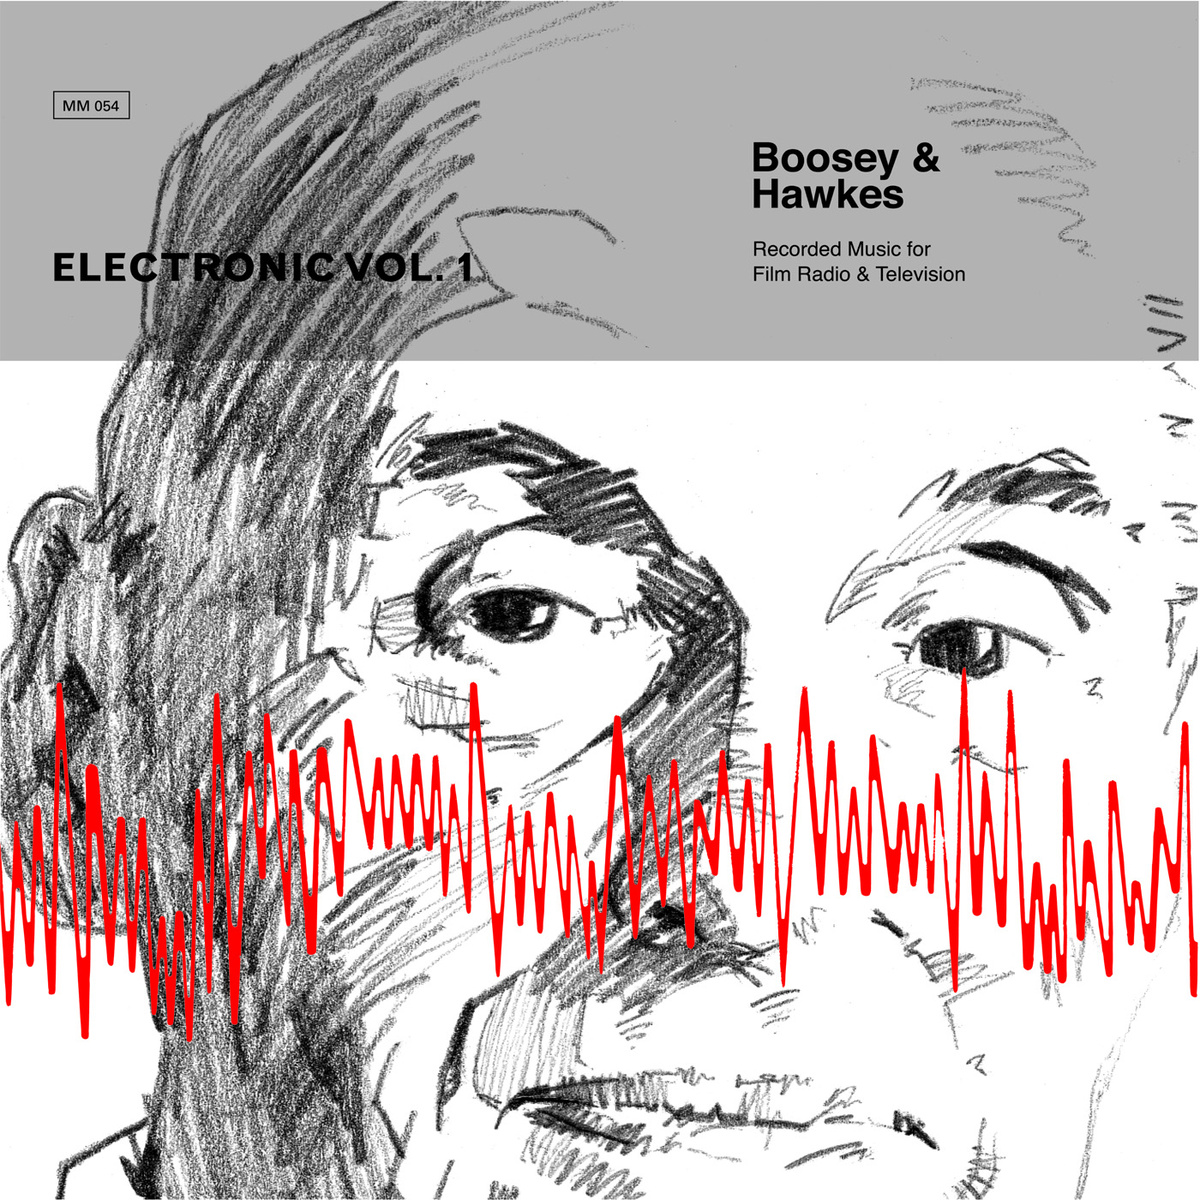 MM 054
Boosey &
Hawkes
ELECTRONIC VOL. 1
Recorded Music for
Film Radio & Television